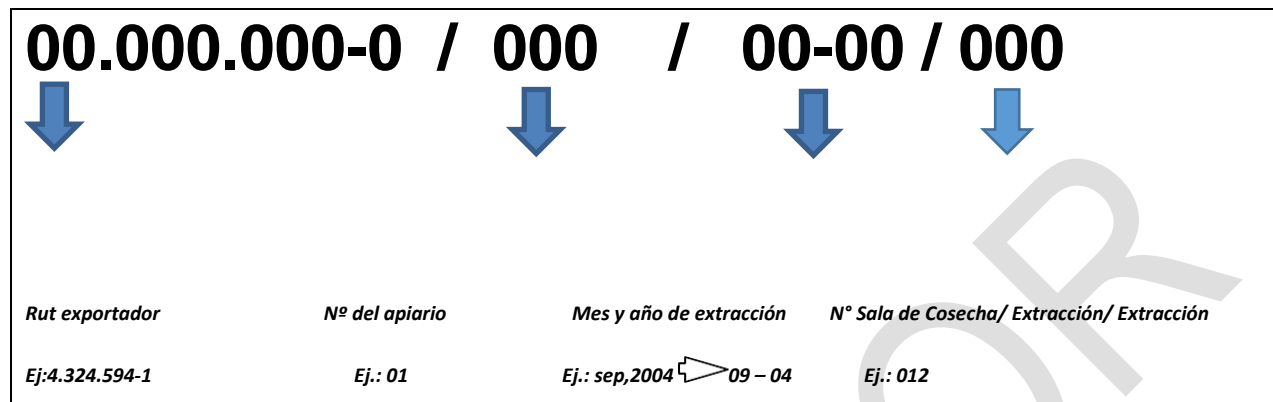 00.000.000-0 / 000 / 00-00 / 000
Rut exportador Nº del apiario Mes y año de extracción N° Sala de Cosecha/ Extracción/ Extracción
Ej:4.324.594-1 Ej.: 01 Ej.: sep,2004 09 – 04 Ej.: 012
OR